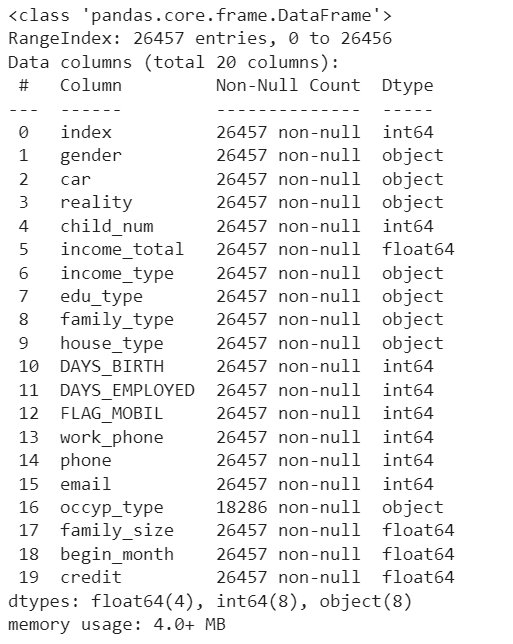 <class 'pandas.core.frame.DataFrame'>
RangeIndex: 26457 entries, 0 to 26456
Data columns (total 20 columns):
 #   Column         Non-Null Count  Dtype
---  ------         --------------  -----
 0   index          26457 non-null  int64
 1   gender         26457 non-null  object
 2   car            26457 non-null  object
 3   reality        26457 non-null  object
 4   child_num      26457 non-null  int64
 5   income_total   26457 non-null  float64
 6   income_type    26457 non-null  object
 7   edu_type       26457 non-null  object
 8   family_type    26457 non-null  object
 9   house_type     26457 non-null  object
 10  DAYS_BIRTH     26457 non-null  int64
 11  DAYS_EMPLOYED  26457 non-null  int64
 12  FLAG_MOBIL     26457 non-null  int64
 13  work_phone     26457 non-null  int64
 14  phone          26457 non-null  int64
 15  email          26457 non-null  int64
 16  occyp_type     18286 non-null  object
 17  family_size    26457 non-null  float64
 18  begin_month    26457 non-null  float64
 19  credit         26457 non-null  float64
dtypes: float64(4), int64(8), object(8)
memory usage: 4.0+ MB